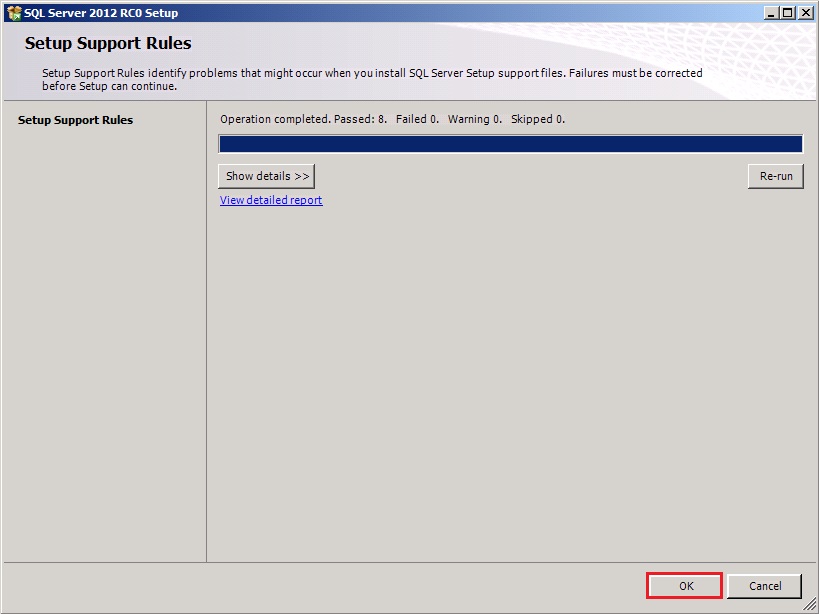 SQL Server 2012 RC0 Setup
Setup Support Rules
Setup Support Rules identify problems that might occur when you install SQL Server Setup support files. Failures must be corrected
before Setup can continue.
Setup Support Rules
Operation completed. Passed: 8. Failed 0. Warning 0. Skipped 0.
Show details >>
Re-run
View detailed report
OK
Cancel